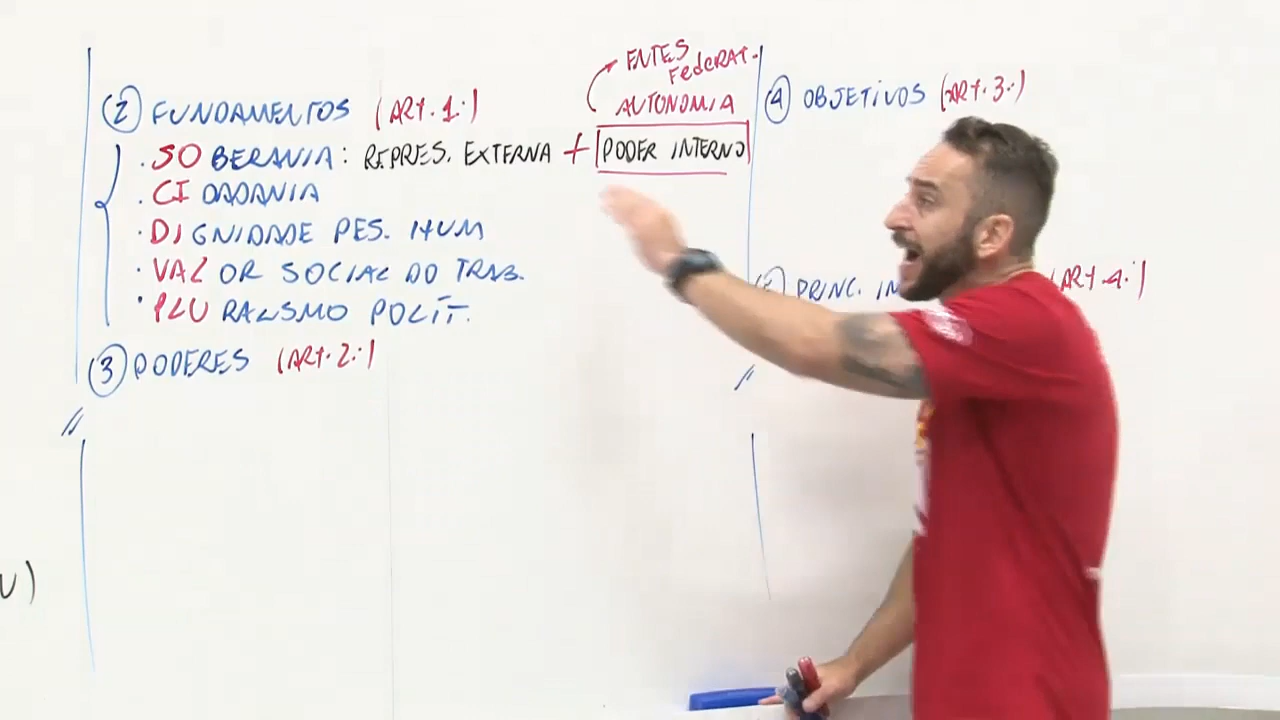 ENTES
FEDERAT.
② FUNDAMENTOS (ART. 1.º)
AUTONOMIA
. SOBERANIA: REPRES. EXTERNA + PODER INTERNO
. CIDADANIA
. DIGNIDADE PES. HUM
. VALOR SOCIAL DO TRAB.
. PLURALISMO POLÍT.
③ PODERES (ART. 2.º)
④ OBJETIVOS (ART. 3.º)
PRINC. IN
ART. 4.º)
U)